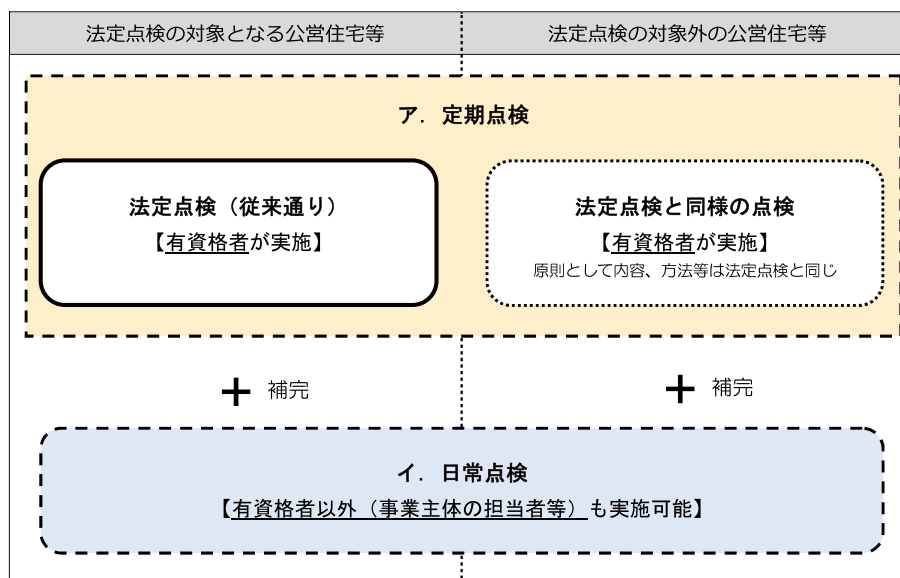 法定点検の対象となる公営住宅等
法定点検の対象外の公営住宅等
ア．定期点検
法定点検（従来通り）
【有資格者が実施】
法定点検と同様の点検
【有資格者が実施】
原則として内容、方法等は法定点検と同じ
＋ 補完
＋ 補完
イ．日常点検
【有資格者以外（事業主体の担当者等）も実施可能】